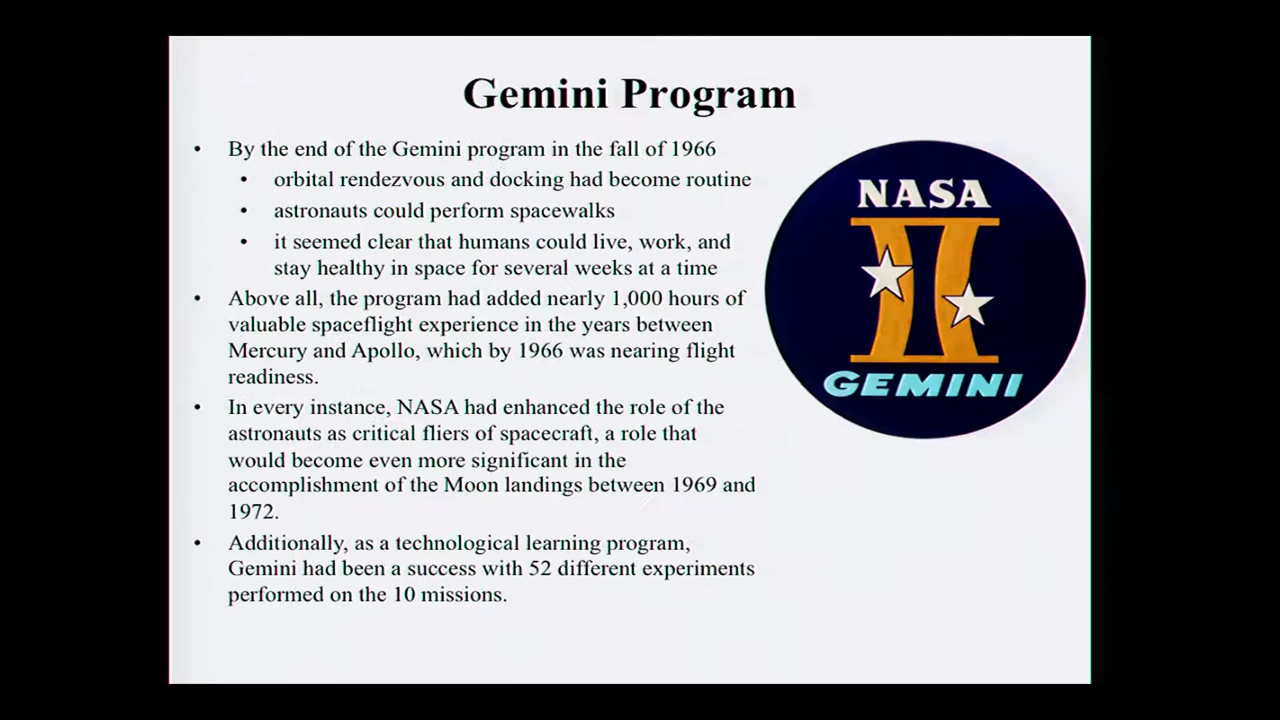 Gemini Program
• By the end of the Gemini program in the fall of 1966
• orbital rendezvous and docking had become routine
• astronauts could perform spacewalks
• it seemed clear that humans could live, work, and
stay healthy in space for several weeks at a time
• Above all, the program had added nearly 1,000 hours of
valuable spaceflight experience in the years between
Mercury and Apollo, which by 1966 was nearing flight
readiness.
• In every instance, NASA had enhanced the role of the
astronauts as critical fliers of spacecraft, a role that
would become even more significant in the
accomplishment of the Moon landings between 1969 and
1972.
• Additionally, as a technological learning program,
Gemini had been a success with 52 different experiments
performed on the 10 missions.
NASA
GEMINI